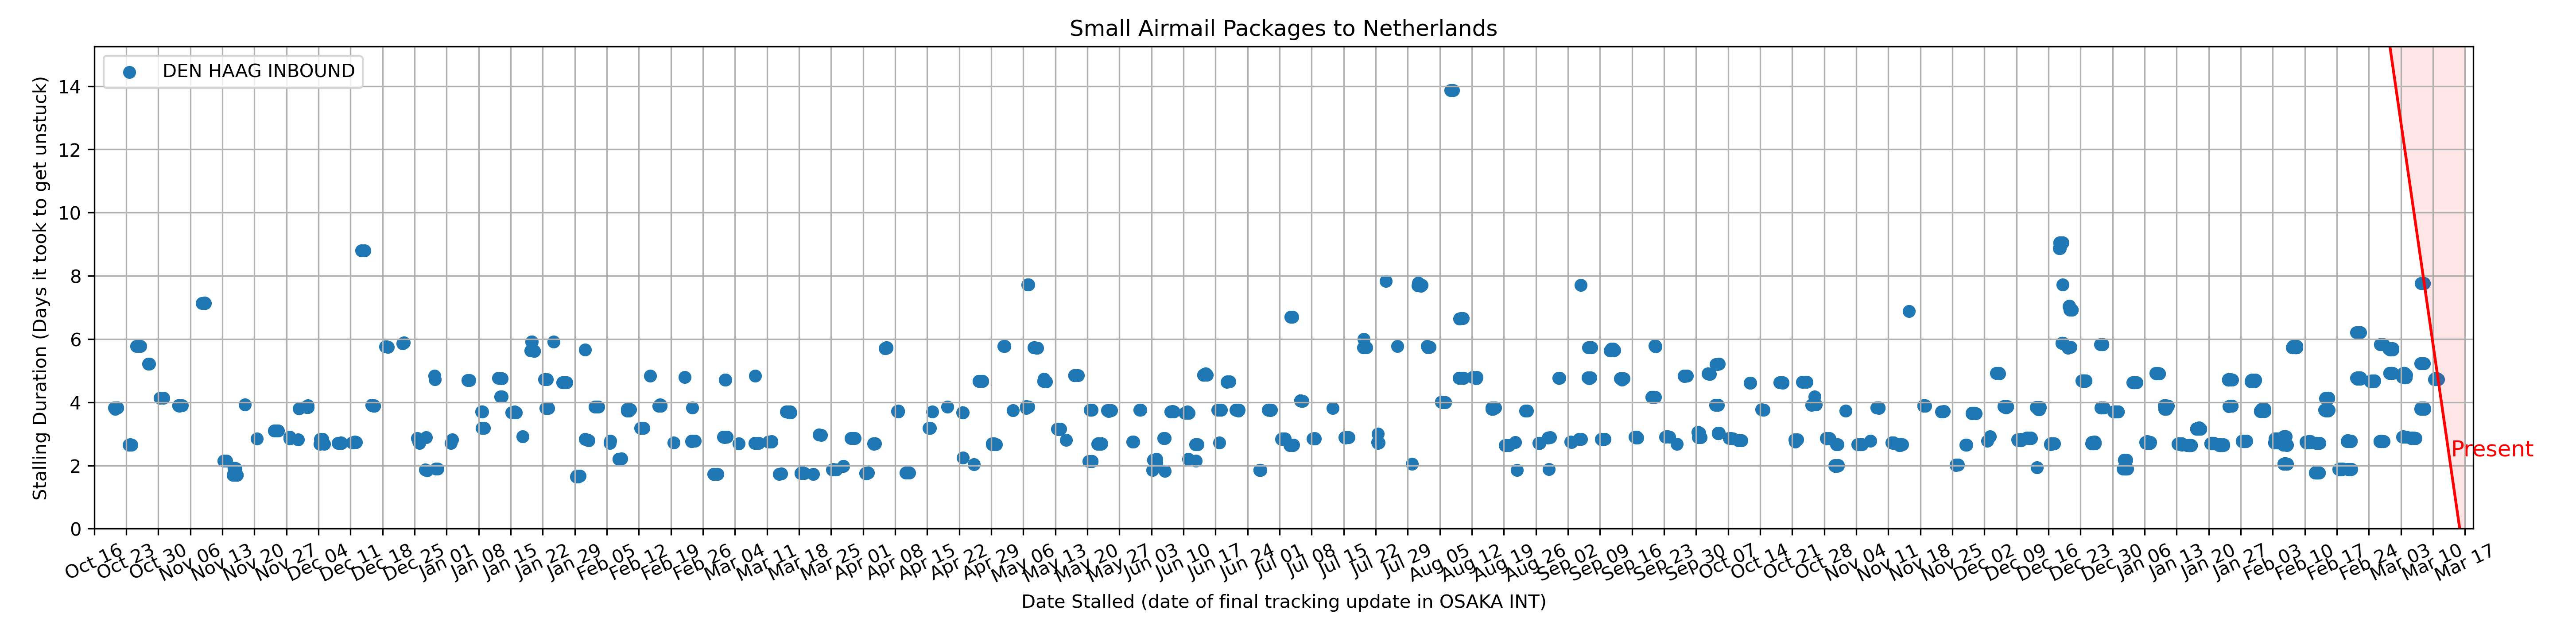 Small Airmail Packages to Netherlands
DEN HAAG INBOUND
Stalling Duration (Days it took to get unstuck)
14
12
10
8
6
4
2
0
Present
Oct 16 Oct 23 Oct 30 Nov 06 Nov 13 Nov 20 Nov 27 Dec 04 Dec 11 Dec 18 Dec 25 Jan 01 Jan 08 Jan 15 Jan 22 Jan 29 Feb 05 Feb 12 Feb 19 Feb 26 Mar 04 Mar 11 Mar 18 Mar 25 Apr 01 Apr 08 Apr 15 Apr 22 Apr 29 May 06 May 13 May 20 May 27 Jun 03 Jun 10 Jun 17 Jun 24 Jul 01 Jul 08 Jul 15 Jul 22 Jul 29 Aug 05 Aug 12 Aug 19 Aug 26 Sep 02 Sep 09 Sep 16 Sep 23 Sep 30 Oct 07 Oct 14 Oct 21 Oct 28 Nov 04 Nov 11 Nov 18 Nov 25 Dec 02 Dec 09 Dec 16 Dec 23 Dec 30 Jan 06 Jan 13 Jan 20 Jan 27 Feb 03 Feb 10 Feb 17 Feb 24 Mar 03 Mar 10 Mar 17
Date Stalled (date of final tracking update in OSAKA INT)